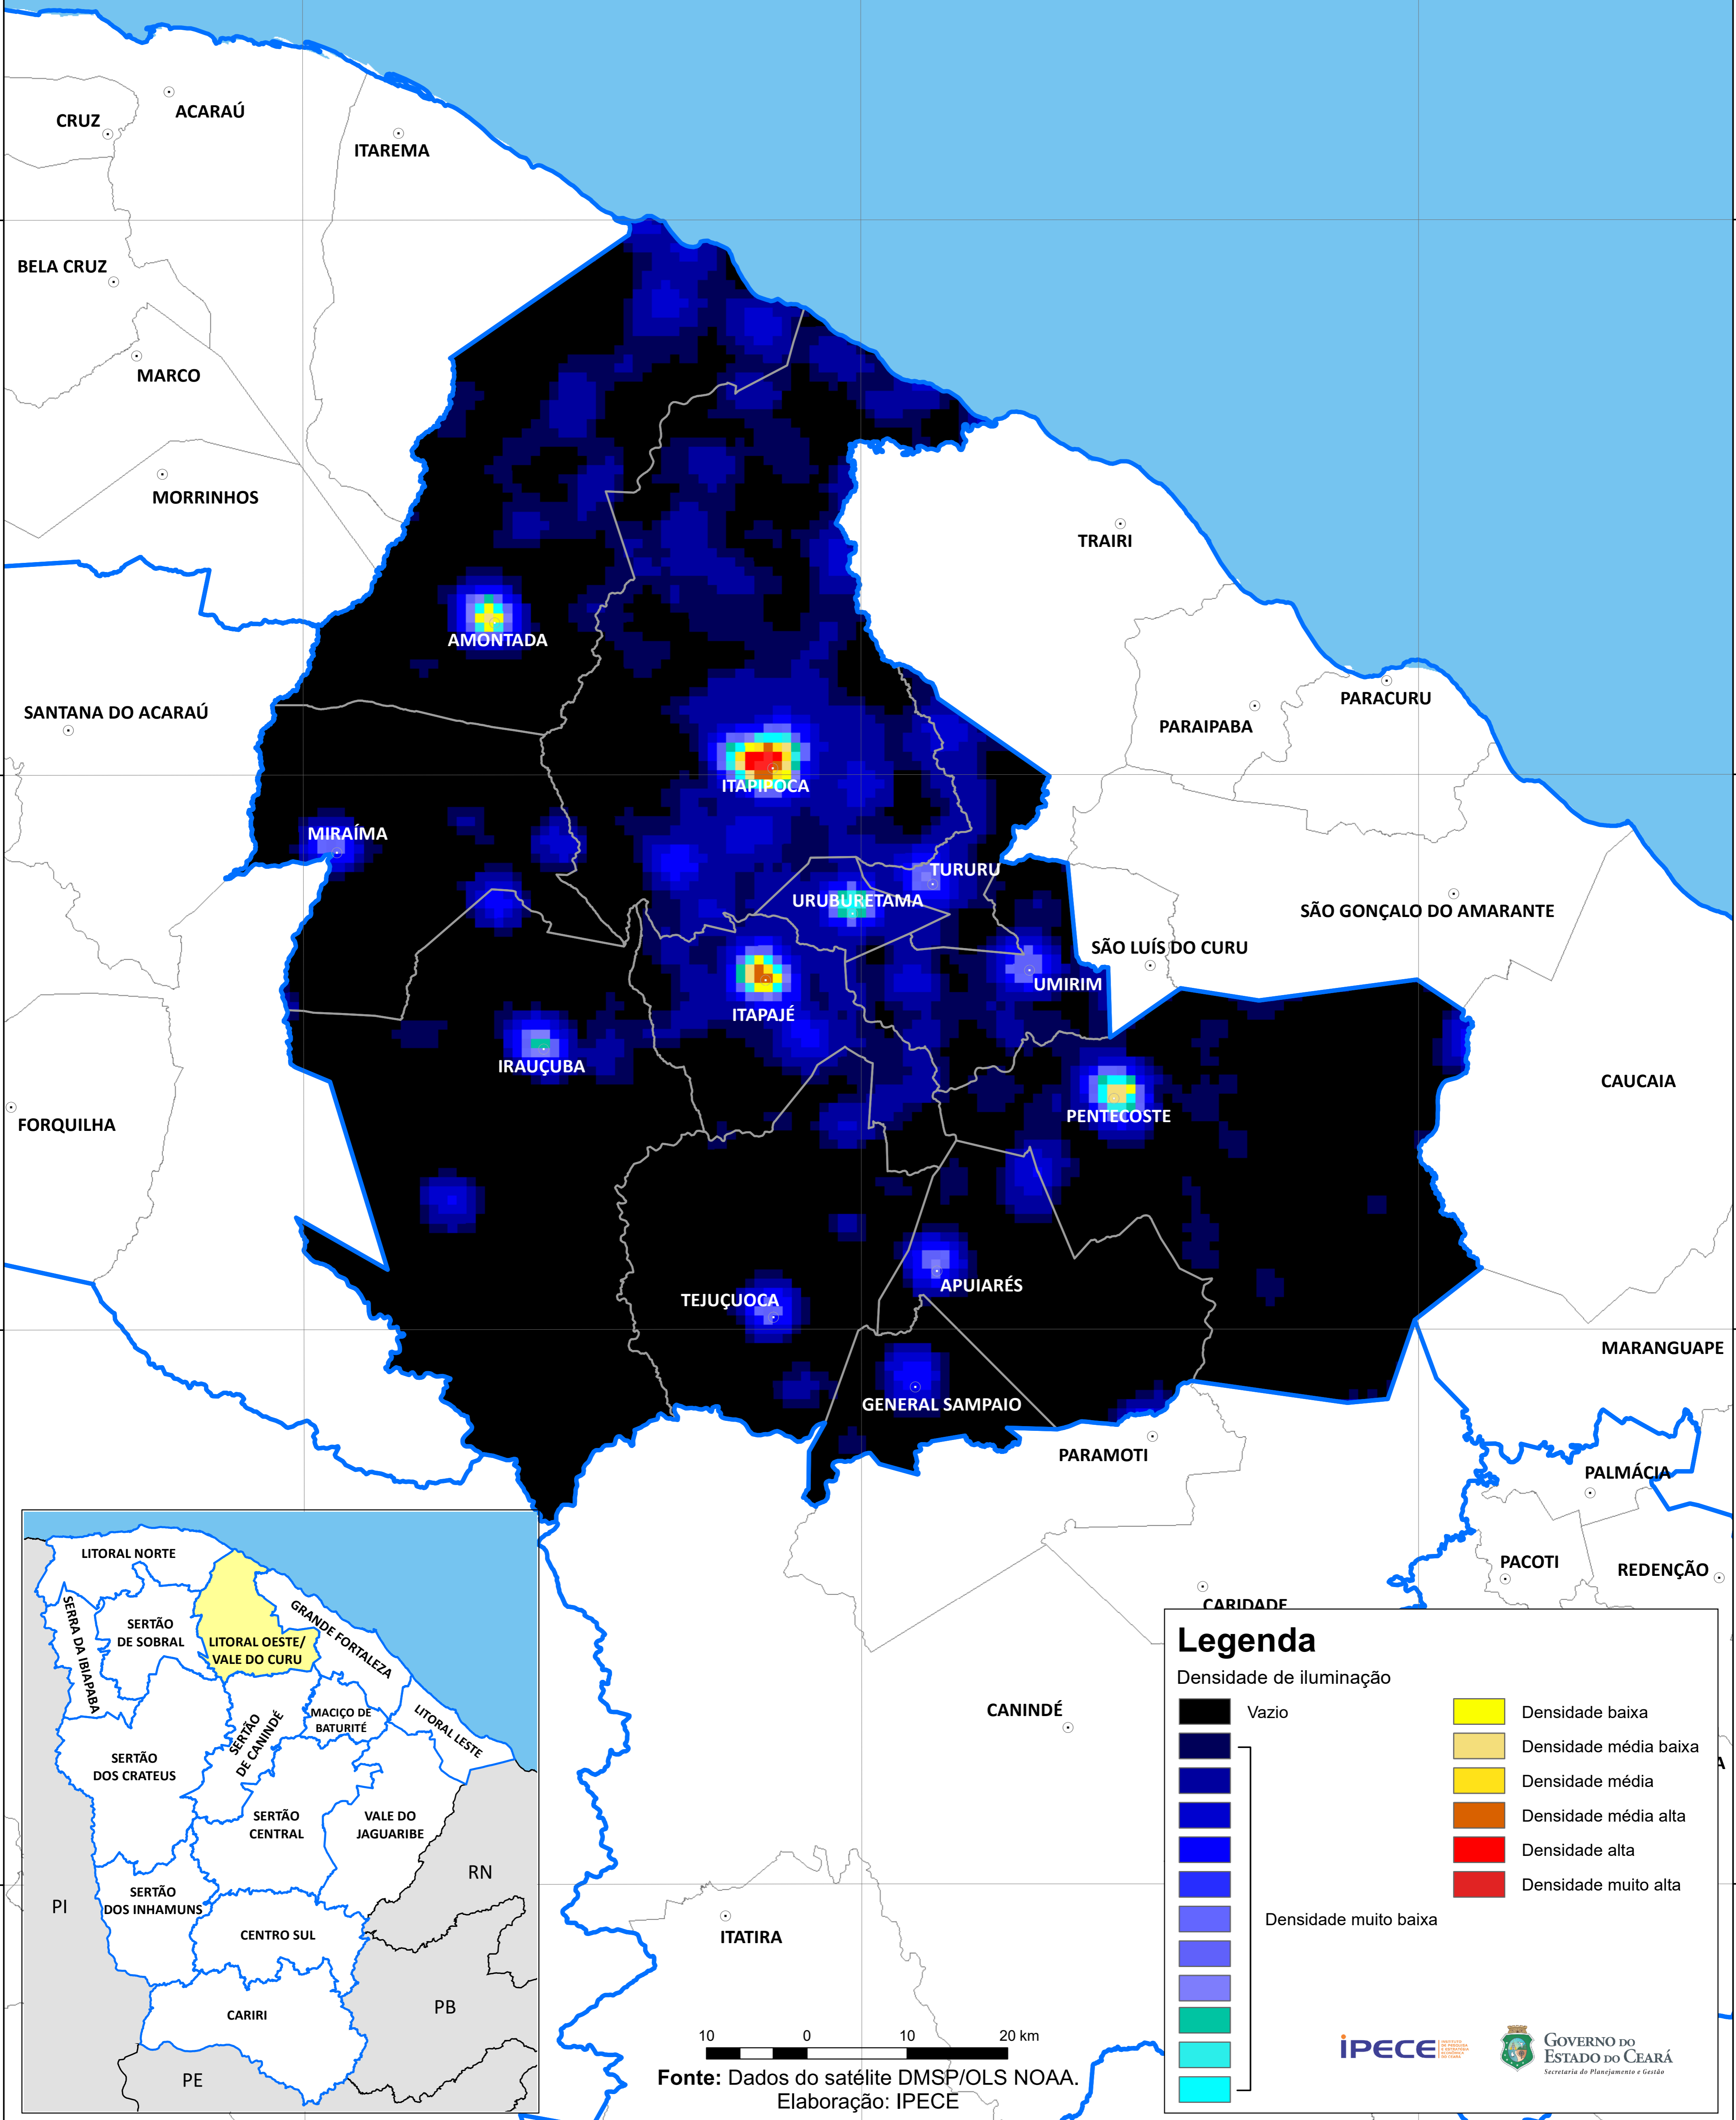 ACARAÚ
CRUZ
ITAREMA
BELA CRUZ
MARCO
MORRINHOS
TRAIRI
AMONTADA
SANTANA DO ACARAÚ
PARACURU
PARAIPABA
ITAPIPOCA
MIRAÍMA
TURURU
URUBURETAMA
SÃO GONÇALO DO AMARANTE
SÃO LUÍS DO CURU
UMIRIM
ITAPAJÉ
IRAUÇUBA
CAUCAIA
PENTECOSTE
FORQUILHA
APUIARÉS
TEJUÇUOCA
MARANGUAPE
GENERAL SAMPAIO
PARAMOTI
PALMÁCIA
PACOTI
REDENÇÃO
CARIDADE
CANINDÉ
ITATIRA
LITORAL NORTE
SERRA DA IBIAPABA
SERTÃO
DE SOBRAL
LITORAL OESTE/
VALE DO CURU
GRANDE FORTALEZA
SERTÃO
DE CANINDÉ
MACIÇO DE
BATURITÉ
LITORAL LESTE
SERTÃO
DOS CRATEUS
SERTÃO
CENTRAL
VALE DO
JAGUARIBE
RN
PI
SERTÃO
DOS INHAMUNS
CENTRO SUL
PB
CARIRI
PE
10 0 10 20 km
Fonte: Dados do satélite DMSP/OLS NOAA.
Elaboração: IPECE
Legenda
Densidade de iluminação
Vazio
Densidade muito baixa
Densidade baixa
Densidade média baixa
Densidade média
Densidade média alta
Densidade alta
Densidade muito alta
IPECE
GOVERNO DO
ESTADO DO CEARÁ
Secretaria do Planejamento e Gestão